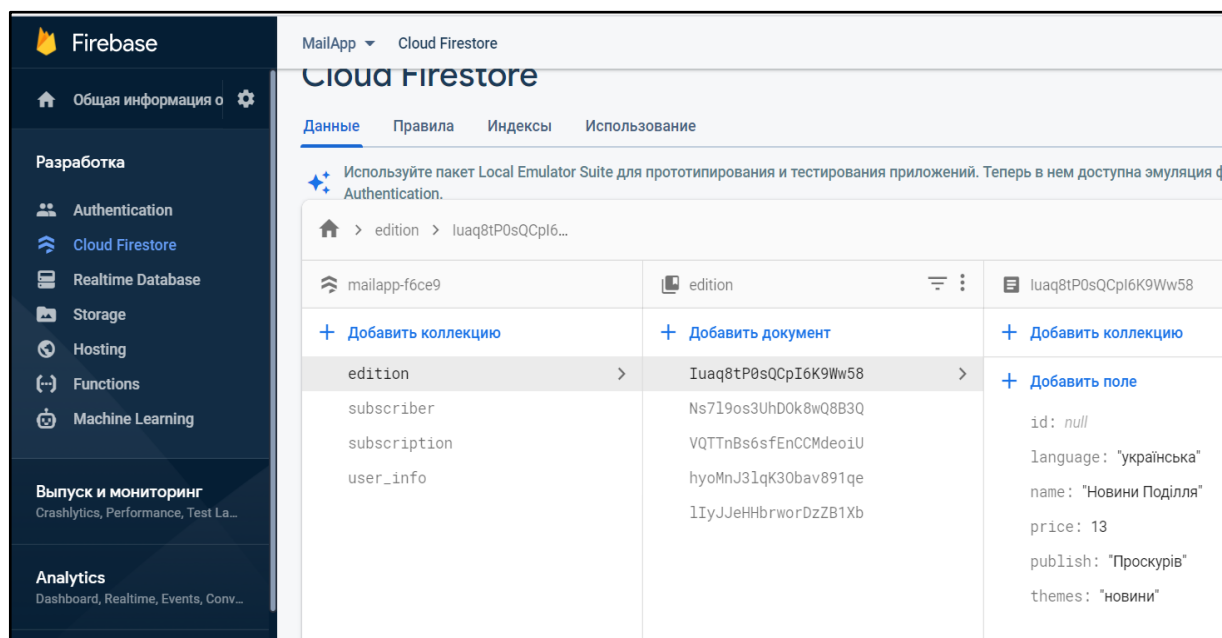 Firebase
Общая информация о
Разработка
Authentication
Cloud Firestore
Realtime Database
Storage
Hosting
Functions
Machine Learning
Выпуск и мониторинг
Crashlytics, Performance, Test La...
Analytics
Dashboard, Realtime, Events, Conv...
MailApp Cloud Firestore
Cloud Firestore
Данные Правила Индексы Использование
Используйте пакет Local Emulator Suite для прототипирования и тестирования приложений. Теперь в нем доступна эмуляция ф
Authentication.
> edition > Iuaq8tP0sQCpI6...
mailapp-f6ce9
+ Добавить коллекцию
edition >
subscriber
subscription
user_info
edition
+ Добавить документ
Iuaq8tP0sQCpI6K9Ww58 >
Ns7l9os3UhDOk8wQ8B3Q
VQTTnBs6sfEnCCMdeoiU
hyoMnJ3lqK3Obav891qe
lIyJJeHHbrworDzZB1Xb
Iuaq8tP0sQCpI6K9Ww58
+ Добавить коллекцию
+ Добавить поле
id: null
language: "українська"
name: "Новини Поділля"
price: 13
publish: "Проскурів"
themes: "новини"